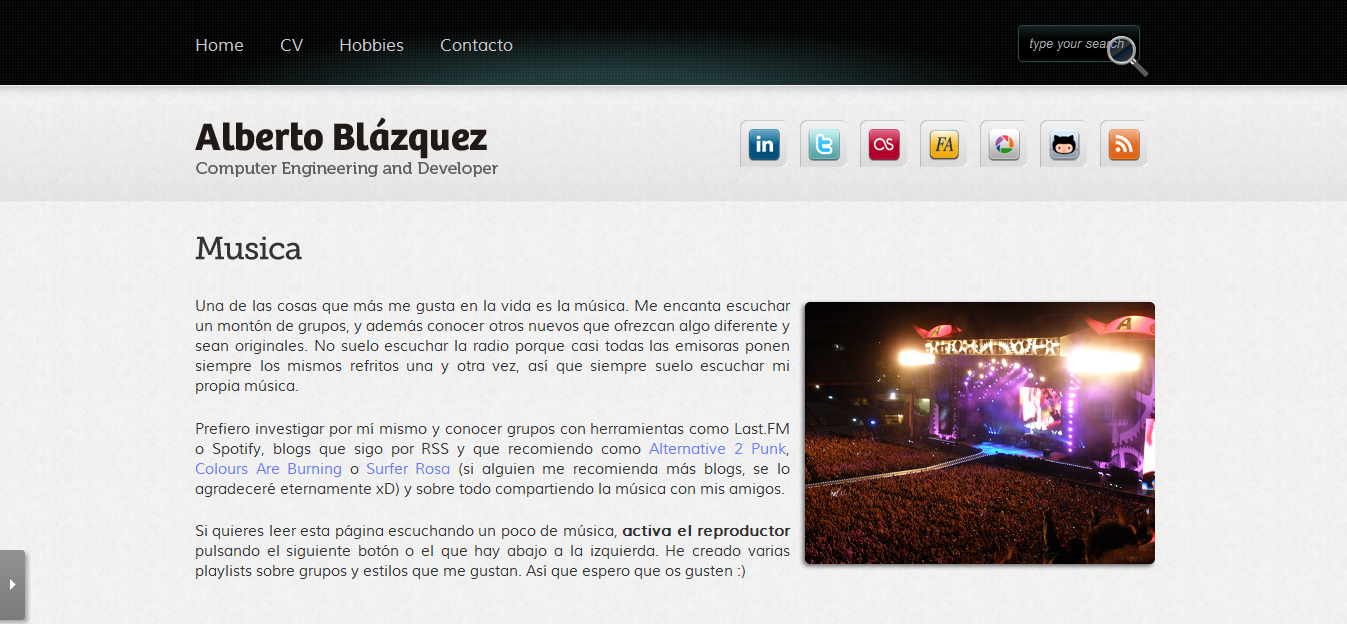 Home CV Hobbies Contacto
type your search
Alberto Blázquez
Computer Engineering and Developer
in
FA
Musica
Una de las cosas que más me gusta en la vida es la música. Me encanta escuchar
un montón de grupos, y además conocer otros nuevos que ofrezcan algo diferente y
sean originales. No suelo escuchar la radio porque casi todas las emisoras ponen
siempre los mismos refritos una y otra vez, así que siempre suelo escuchar mi
propia música.
Prefiero investigar por mí mismo y conocer grupos con herramientas como Last.FM
o Spotify, blogs que sigo por RSS y que recomiendo como Alternative 2 Punk,
Colours Are Burning o Surfer Rosa (si alguien me recomienda más blogs, se lo
agradeceré eternamente xD) y sobre todo compartiendo la música con mis amigos.
Si quieres leer esta página escuchando un poco de música, activa el reproductor
pulsando el siguiente botón o el que hay abajo a la izquierda. He creado varias
playlists sobre grupos y estilos que me gustan. Así que espero que os gusten :)